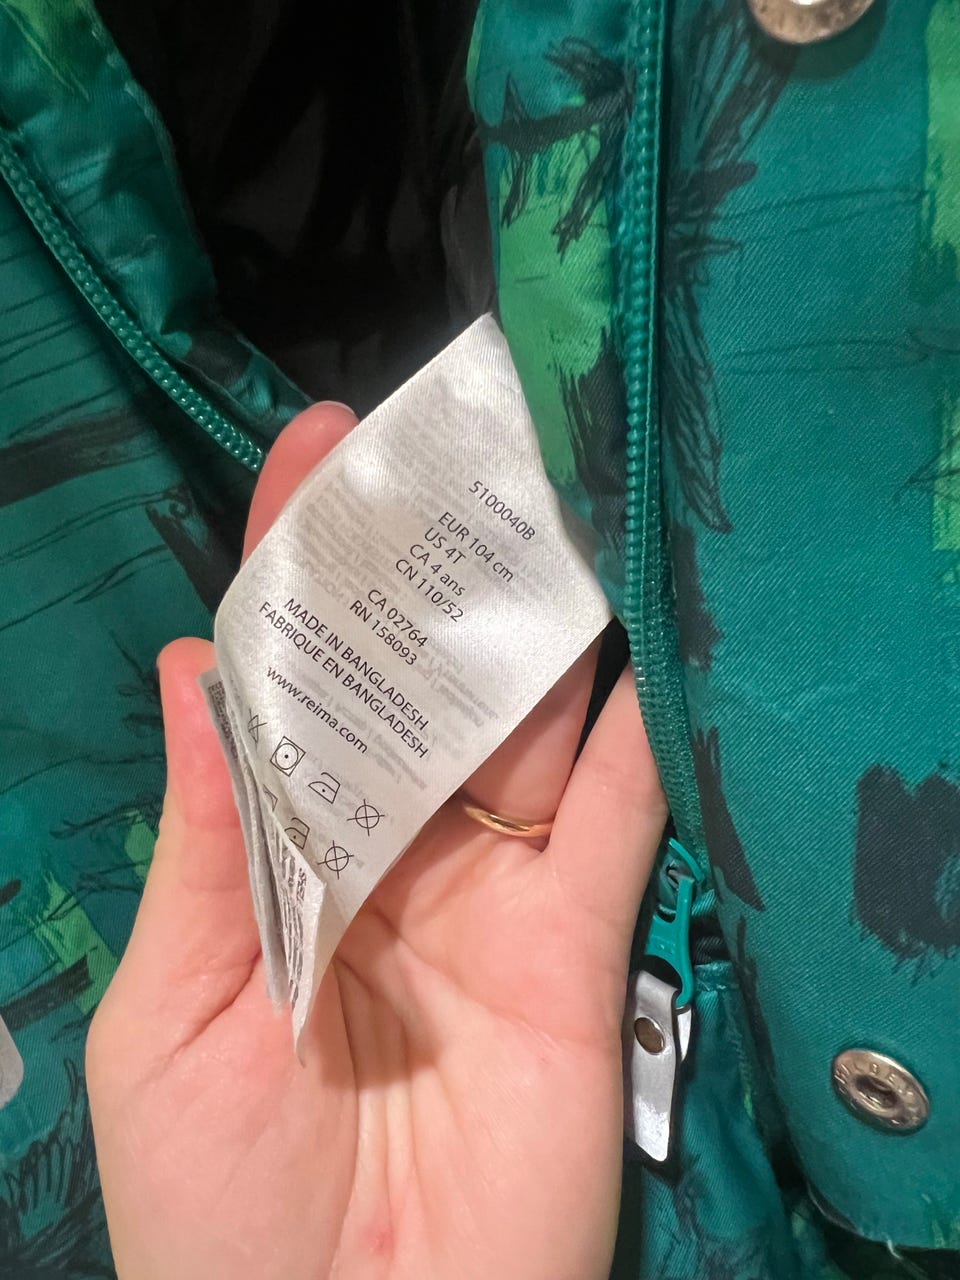 5100040B
EUR 104 cm
US 4T
CA 4 ans
CN 110/52
CA 02764
RN 158093
MADE IN BANGLADESH
FABRIQUE EN BANGLADESH
www.reima.com